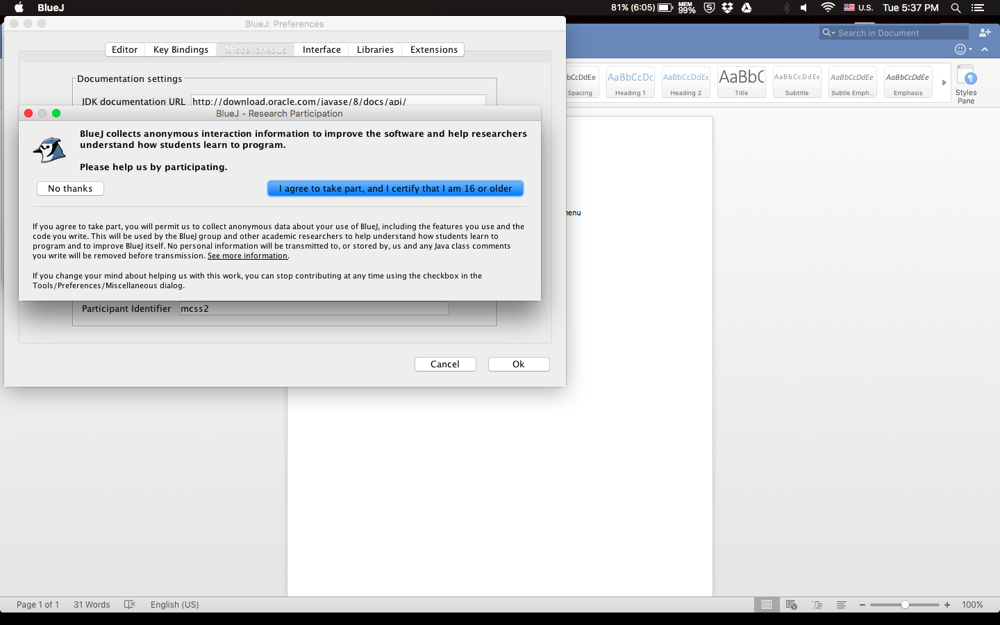 BlueJ
81% (6:05)
MEM
99%
U.S.
Tue 5:37 PM
BlueJ: Preferences
Search in Document
Editor
Key Bindings
Miscellaneous
Interface
Libraries
Extensions
Documentation settings
JDK documentation URL
http://download.oracle.com/javase/8/docs/api/
bCcDdEe
AaBbCcDc
AaBbCcDdEe
AaBbC
AaBbCcDdEe
AaBbCcDdEe
AaBbCcDdEe
Spacing
Heading 1
Heading 2
Title
Subtitle
Subtle Emph...
Emphasis
Styles
Pane
BlueJ - Research Participation
BlueJ collects anonymous interaction information to improve the software and help researchers
understand how students learn to program.
Please help us by participating.
No thanks
I agree to take part, and I certify that I am 16 or older
If you agree to take part, you will permit us to collect anonymous data about your use of BlueJ, including the features you use and the
code you write. This will be used by the BlueJ group and other academic researchers to help understand how students learn to
program and to improve BlueJ itself. No personal information will be transmitted to, or stored by, us and any Java class comments
you write will be removed before transmission. See more information.
If you change your mind about helping us with this work, you can stop contributing at any time using the checkbox in the
Tools/Preferences/Miscellaneous dialog.
enu
Participant Identifier
mcss2
Cancel
Ok
Page 1 of 1
31 Words
English (US)
100%